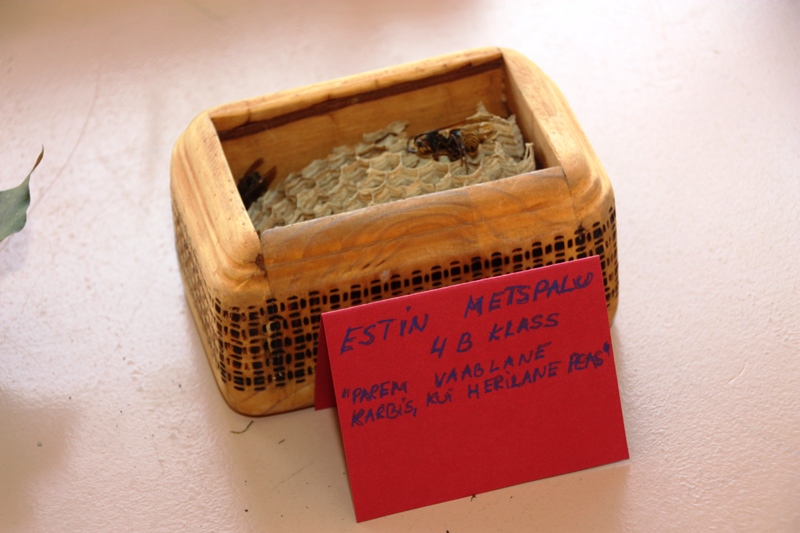 ESTIN METSPALU
4 B KLASS
"PAREM VAABLANE
KARBIS, KUI HERILANE PEAS"